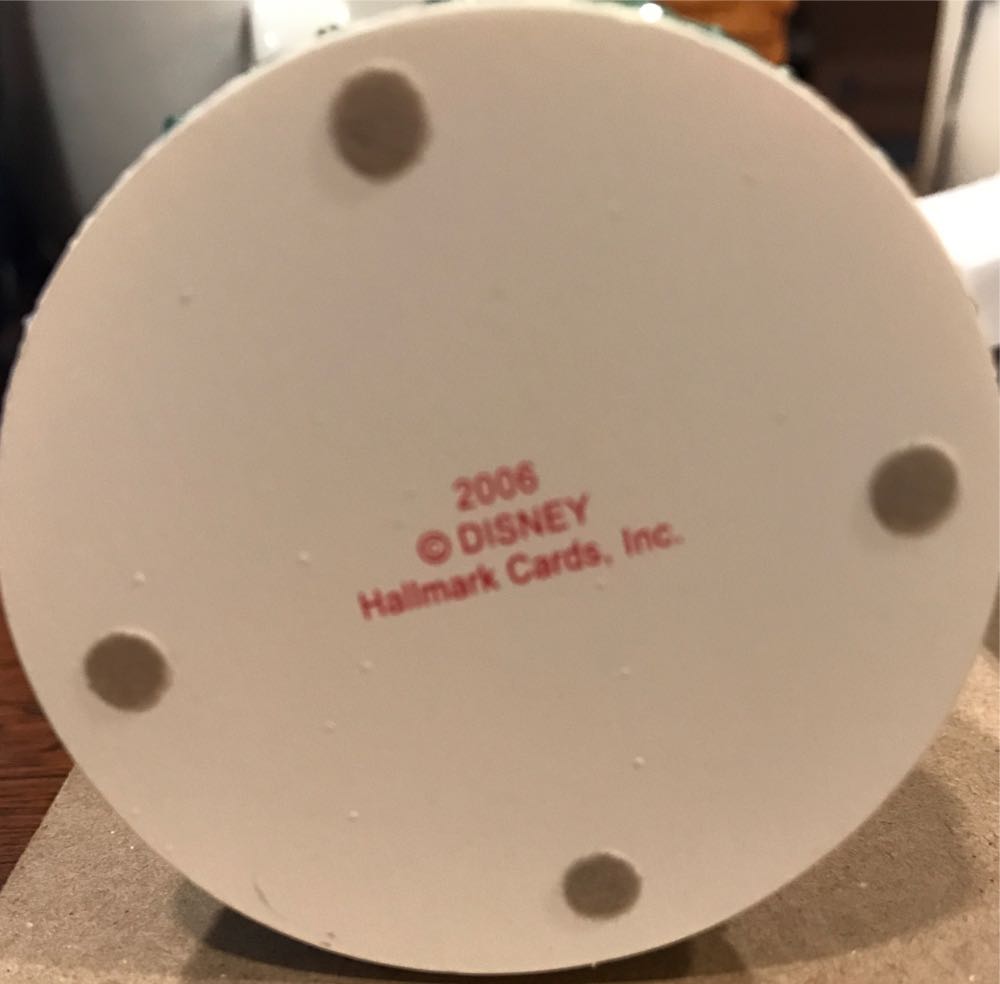 2006
© DISNEY
Hallmark Cards, Inc.